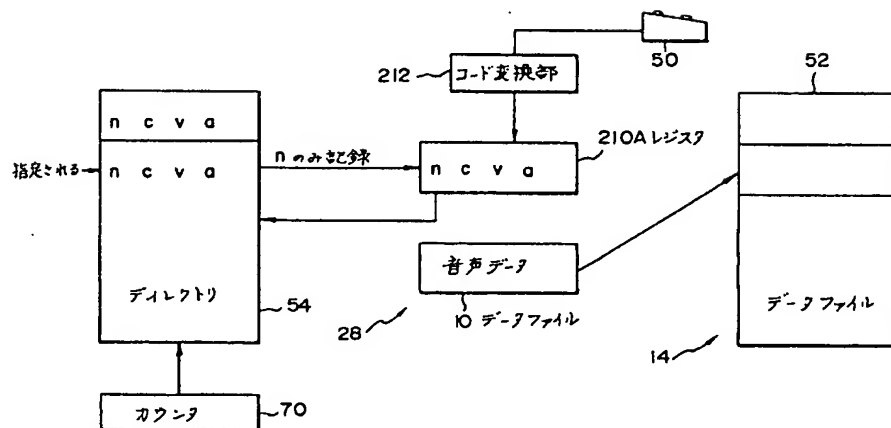 50
52
212
コード変換部
n c v a
210A レジスタ
指定される
n c v a
nのみ記録
n c v a
音声データ
ディレクトリ
54
28
10 データファイル
データファイル
14
カウンタ
70